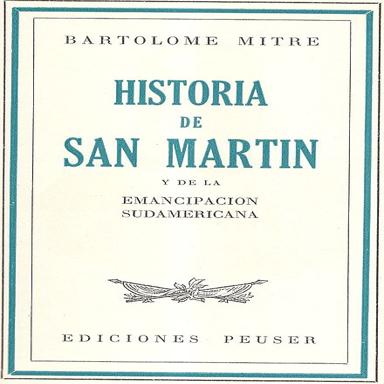 BARTOLOME MITRE
HISTORIA
DE
SAN MARTIN
Y DE LA
EMANCIPACION
SUDAMERICANA
EDICIONES PEUSER